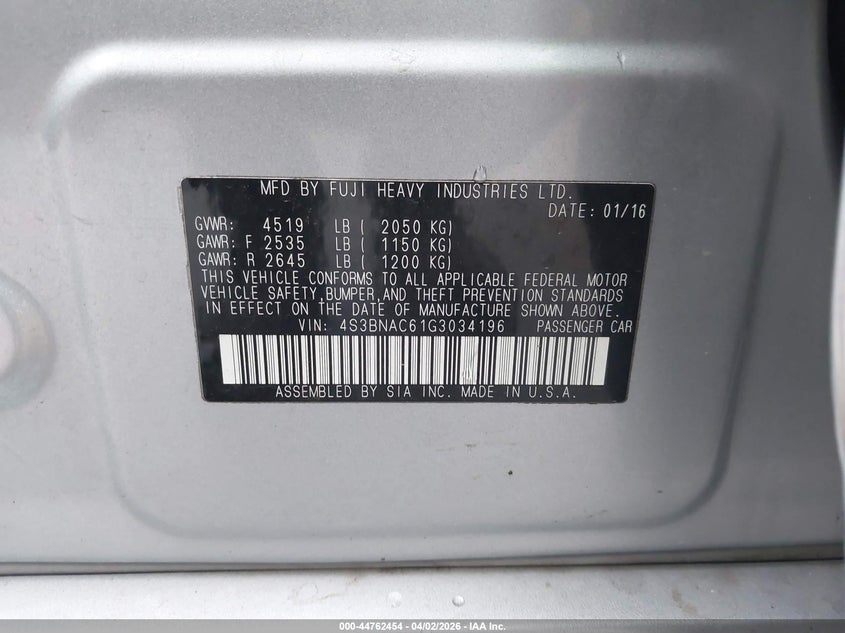 MFD BY FUJI HEAVY INDUSTRIES LTD.
DATE: 01/16
GVWR: 4519 LB ( 2050 KG)
GAWR: F 2535 LB ( 1150 KG)
GAWR: R 2645 LB ( 1200 KG)
THIS VEHICLE CONFORMS TO ALL APPLICABLE FEDERAL MOTOR
VEHICLE SAFETY,BUMPER,AND THEFT PREVENTION STANDARDS
IN EFFECT ON THE DATE OF MANUFACTURE SHOWN ABOVE.
VIN: 4S3BNAC61G3034196 PASSENGER CAR
ASSEMBLED BY SIA INC. MADE IN U.S.A.
000-44762454 - 04/02/2026 - IAA Inc.